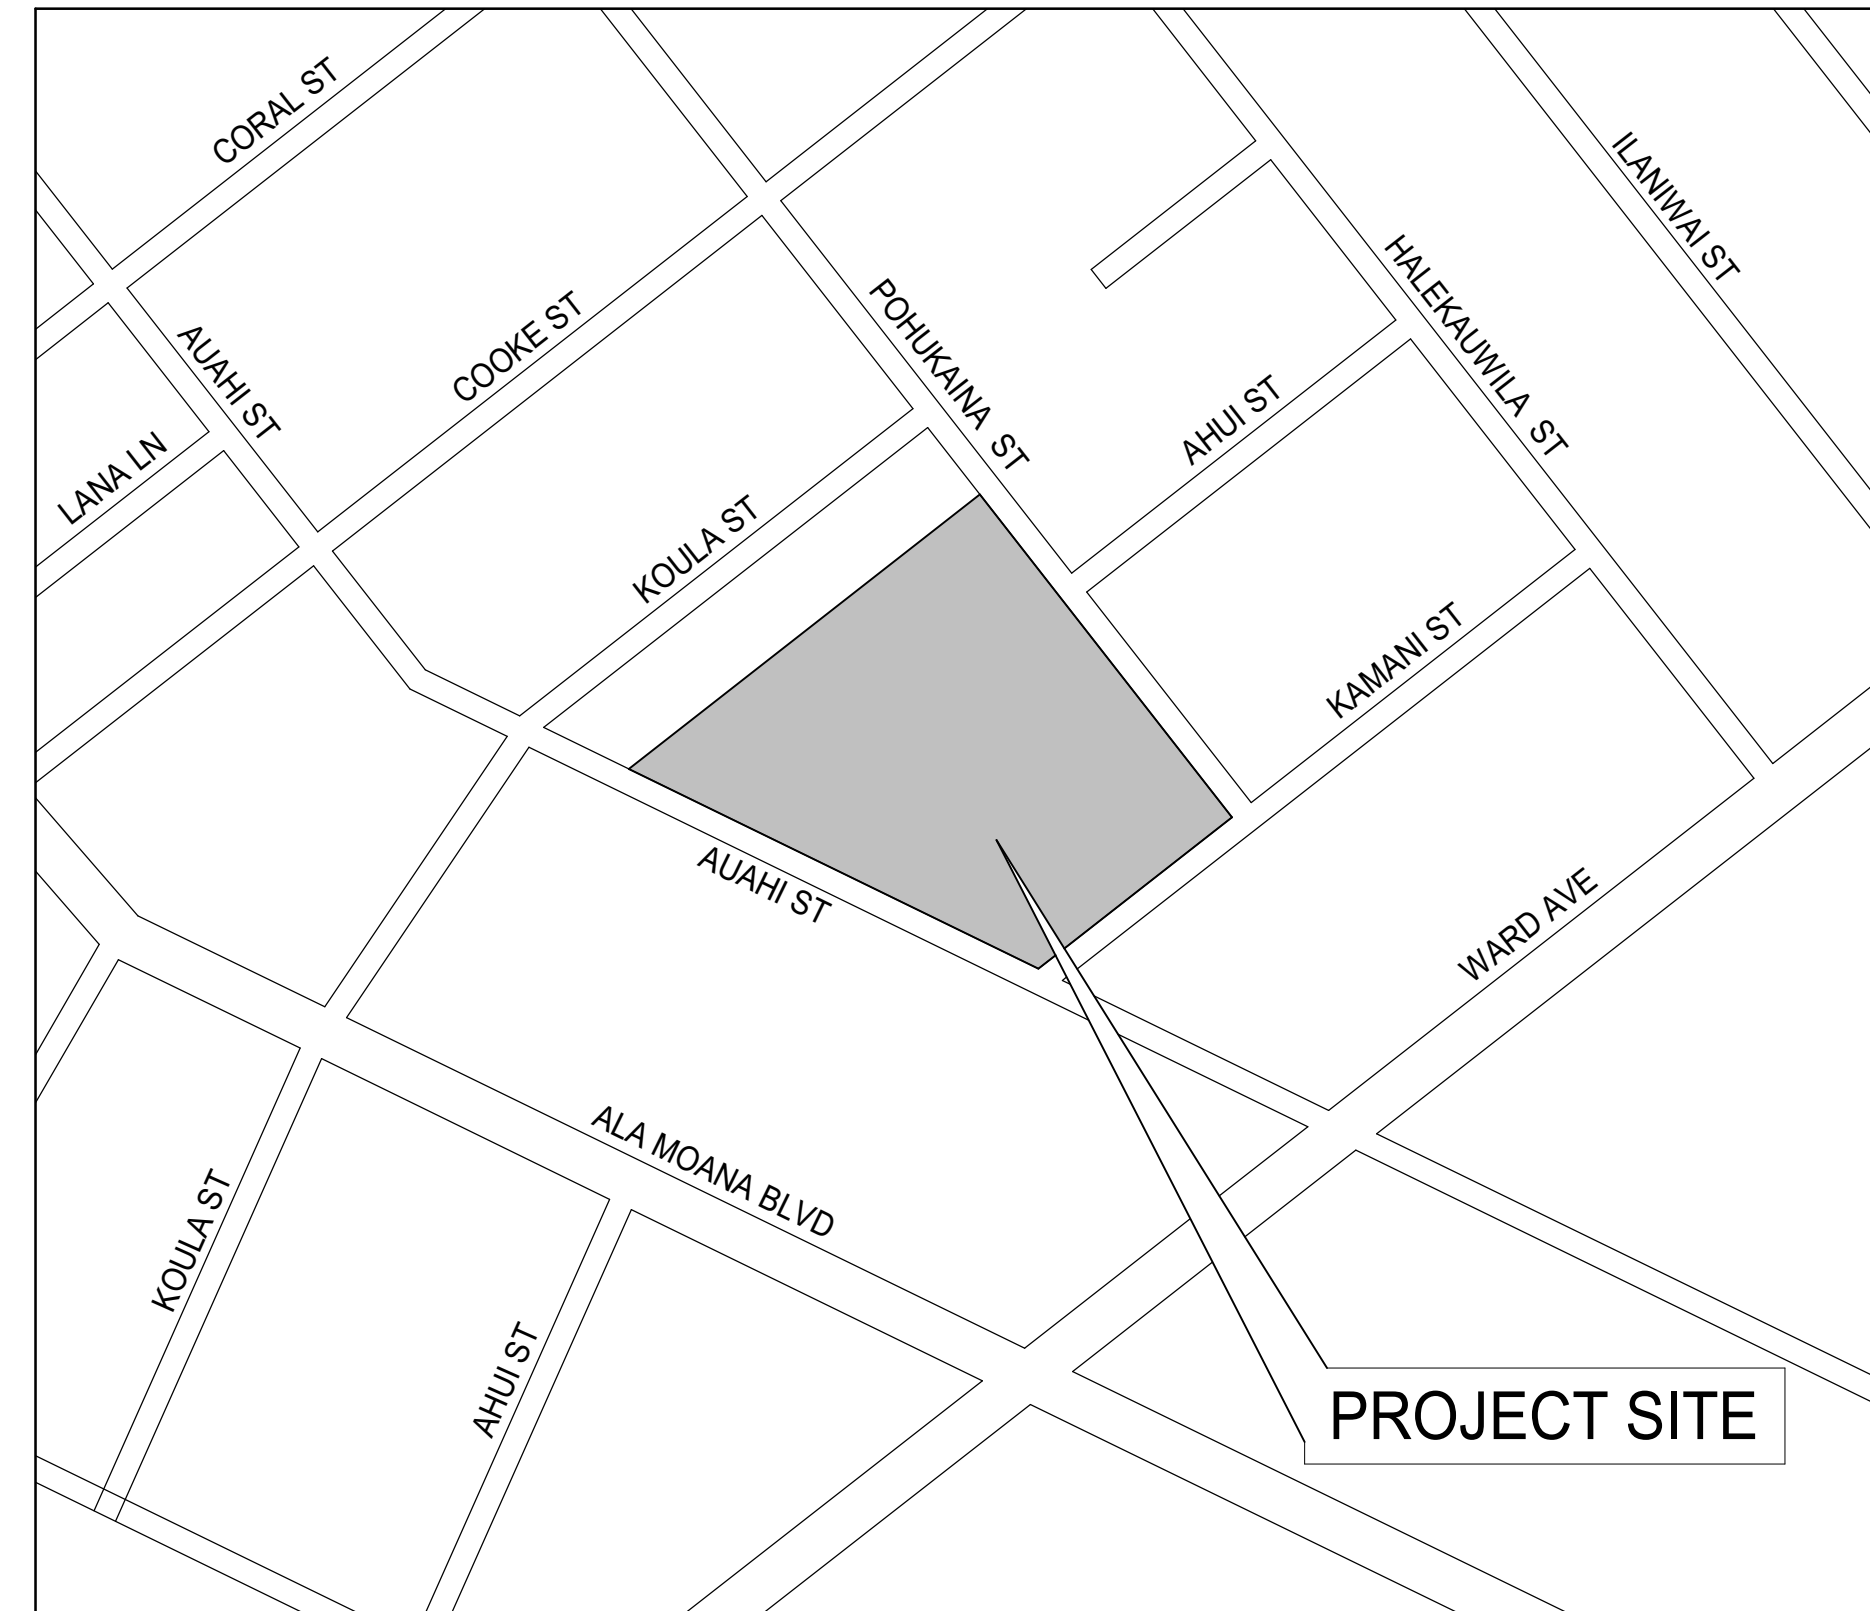 CORAL ST
ILANIWAI ST
HALEKAUWILA ST
POHUKAINA ST
COOKE ST
AUAHI ST
AHUI ST
LANA LN
KOULA ST
KAMANI ST
AUAHI ST
WARD AVE
ALA MOANA BLVD
KOULA ST
AHUI ST
PROJECT SITE